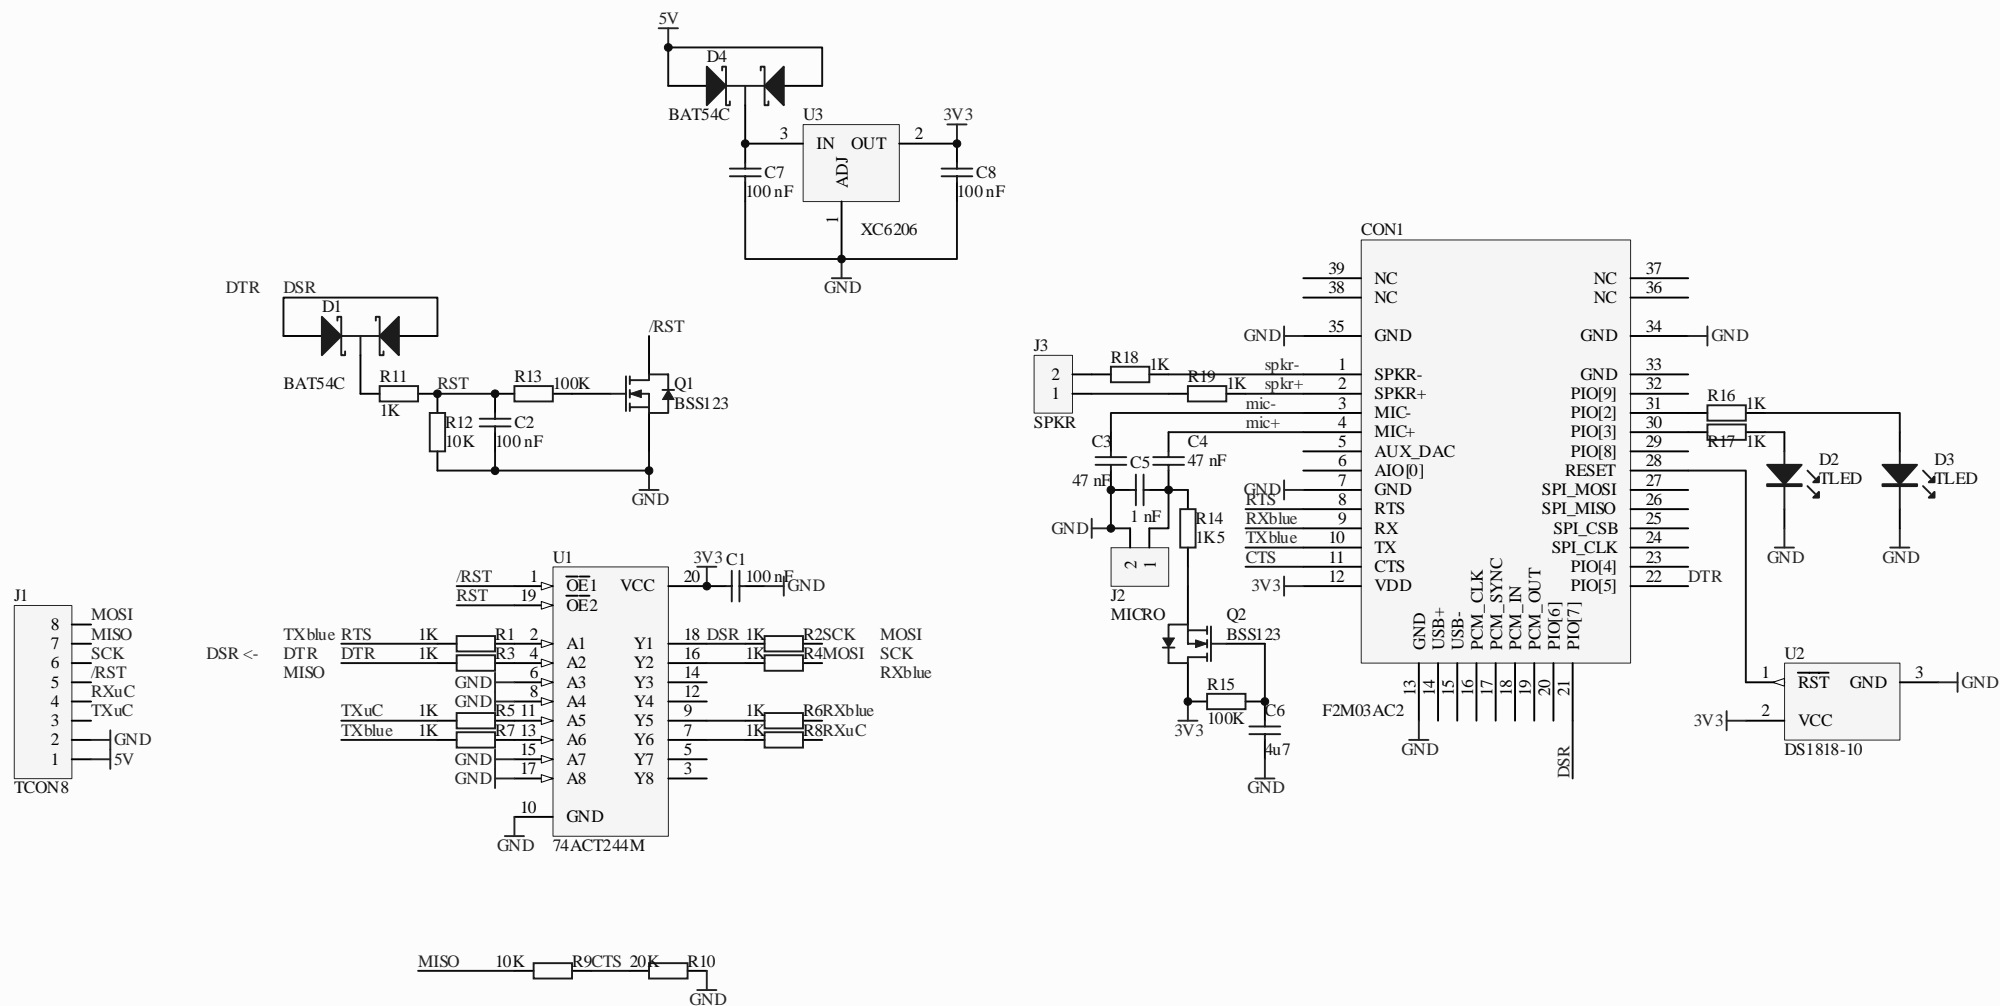 5V
D4
BAT54C
U3
3 IN OUT 2
ADJ
1
XC6206
3V3
C7
100 nF
C8
100 nF
GND
DTR DSR
D1
BAT54C
R11
1K
RST
R13 100K
R12
10K
C2
100 nF
/RST
Q1
BSS123
GND
J1
8 MOSI
7 MISO
6 SCK
5 /RST
4 RXuC
3 TXuC
2 GND
1 5V
TCON8
DSR <-
TXblue
DTR
MISO
U1
/RST 1 OE1 VCC 20
RST 19 OE2
3V3 C1
100 nF GND
RTS 1K R1 2 A1 Y1 18 DSR 1K R2 SCK
DTR 1K R3 4 A2 Y2 16 1K R4 MOSI
GND 6 A3 Y3 14
GND 8 A4 Y4 12
TXuC 1K R5 11 A5 Y5 9 1K R6 RXblue
TXblue 1K R7 13 A6 Y6 7 1K R8 RXuC
GND 15 A7 Y7 5
GND 17 A8 Y8 3
10 GND
GND
74ACT244M
MOSI
SCK
RXblue
MISO 10K R9 CTS 20K R10
GND
J3
2
1
SPKR
R18 1K spkr-
R19 1K spkr+
mic-
mic+
C3
47 nF
C4
47 nF
C5
1 nF
GND
J2
2 1
MICRO
R14
1K5
Q2
BSS123
R15
100K
3V3
C6
4u7
GND
CON1
39 NC NC 37
38 NC NC 36
GND 35 GND GND 34 GND
1 SPKR- GND 33
2 SPKR+ PIO[9] 32
3 MIC- PIO[2] 31
4 MIC+ PIO[3] 30
5 AUX_DAC PIO[8] 29
6 AIO[0] RESET 28
GND 7 GND SPI_MOSI 27
RTS 8 RTS SPI_MISO 26
RXblue 9 RX SPI_CSB 25
TXblue 10 TX SPI_CLK 24
CTS 11 CTS PIO[4] 23
3V3 12 VDD PIO[5] 22 DTR
GND USB+ USB- PCM_CLK PCM_SYNC PCM_IN PCM_OUT PIO[6] PIO[7]
13 14 15 16 17 18 19 20 21
F2M03AC2
GND
DSR
R16 1K
R17 1K
D2
TLED
D3
TLED
GND
GND
U2
1 RST GND 3 GND
3V3 2 VCC
DS1818-10